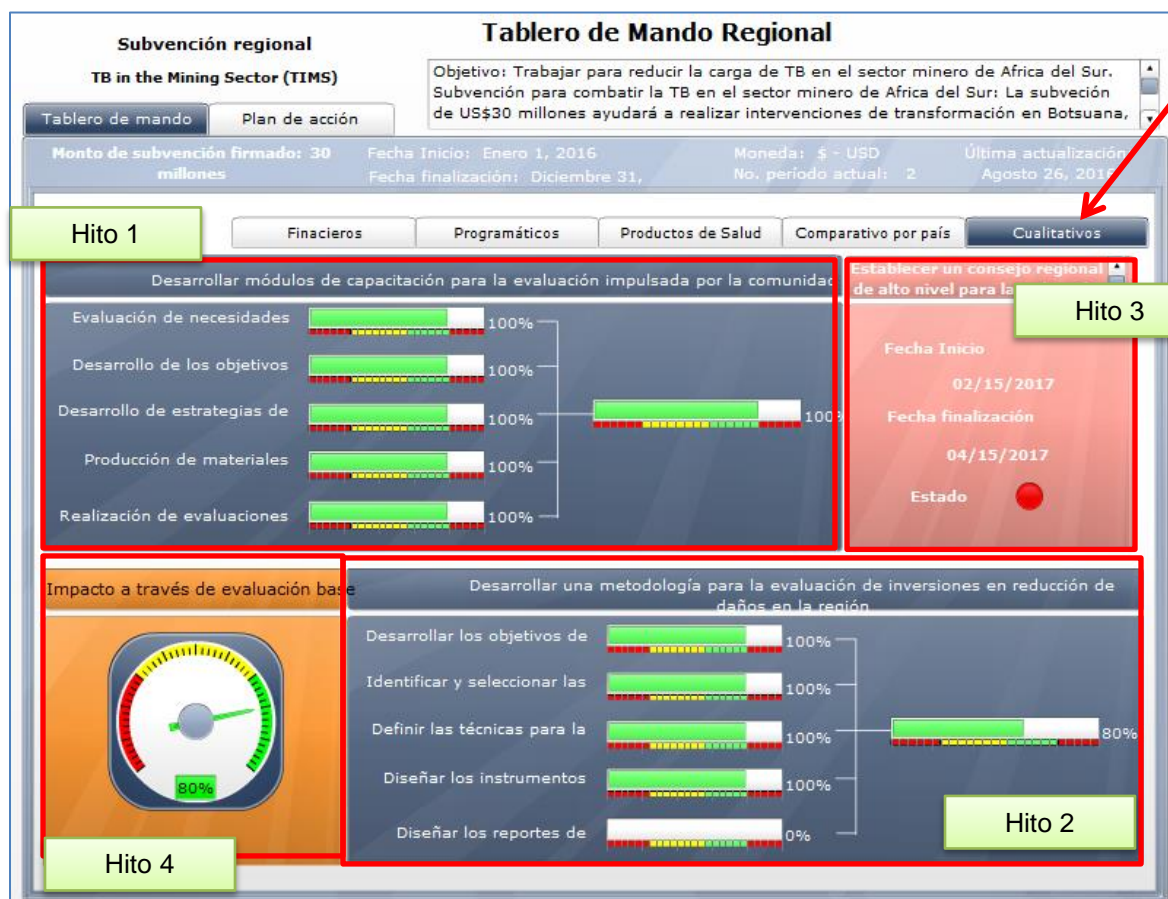 Subvención regional
TB in the Mining Sector (TIMS)
Tablero de Mando Regional
Objetivo: Trabajar para reducir la carga de TB en el sector minero de Africa del Sur.
Subvención para combatir la TB en el sector minero de Africa del Sur: La subveción
de US$30 millones ayudará a realizar intervenciones de transformación en Botsuana,
Tablero de mando
Plan de acción
Monto de subvención firmado: 30
millones
Fecha Inicio: Enero 1, 2016
Fecha finalización: Diciembre 31,
Moneda: $ - USD
No. período actual: 2
Última actualización:
Agosto 26, 2016
Hito 1
Finacieros
Programáticos
Productos de Salud
Comparativo por país
Cualitativos
Desarrollar módulos de capacitación para la evaluación impulsada por la comunidad
Evaluación de necesidades
100%
Desarrollo de los objetivos
100%
Desarrollo de estrategias de
100%
Producción de materiales
100%
Realización de evaluaciones
100%
100%
Establecer un consejo regional
de alto nivel para la
Hito 3
Fecha Inicio
02/15/2017
Fecha finalización
04/15/2017
Estado
Impacto a través de evaluación base
80%
Hito 4
Desarrollar una metodología para la evaluación de inversiones en reducción de
daños en la región
Desarrollar los objetivos de
100%
Identificar y seleccionar las
100%
Definir las técnicas para la
100%
Diseñar los instrumentos
100%
Diseñar los reportes de
0%
80%
Hito 2